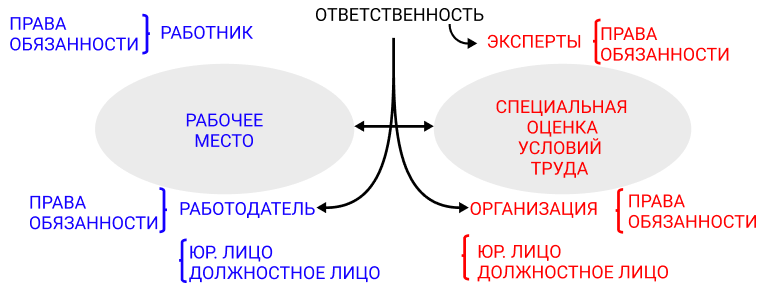 ОТВЕТСТВЕННОСТЬ
ПРАВА
ОБЯЗАННОСТИ
РАБОТНИК
ЭКСПЕРТЫ
ПРАВА
ОБЯЗАННОСТИ
РАБОЧЕЕ
МЕСТО
СПЕЦИАЛЬНАЯ
ОЦЕНКА
УСЛОВИЙ
ТРУДА
ПРАВА
ОБЯЗАННОСТИ
РАБОТОДАТЕЛЬ
ОРГАНИЗАЦИЯ
ПРАВА
ОБЯЗАННОСТИ
ЮР. ЛИЦО
ДОЛЖНОСТНОЕ ЛИЦО
ЮР. ЛИЦО
ДОЛЖНОСТНОЕ ЛИЦО